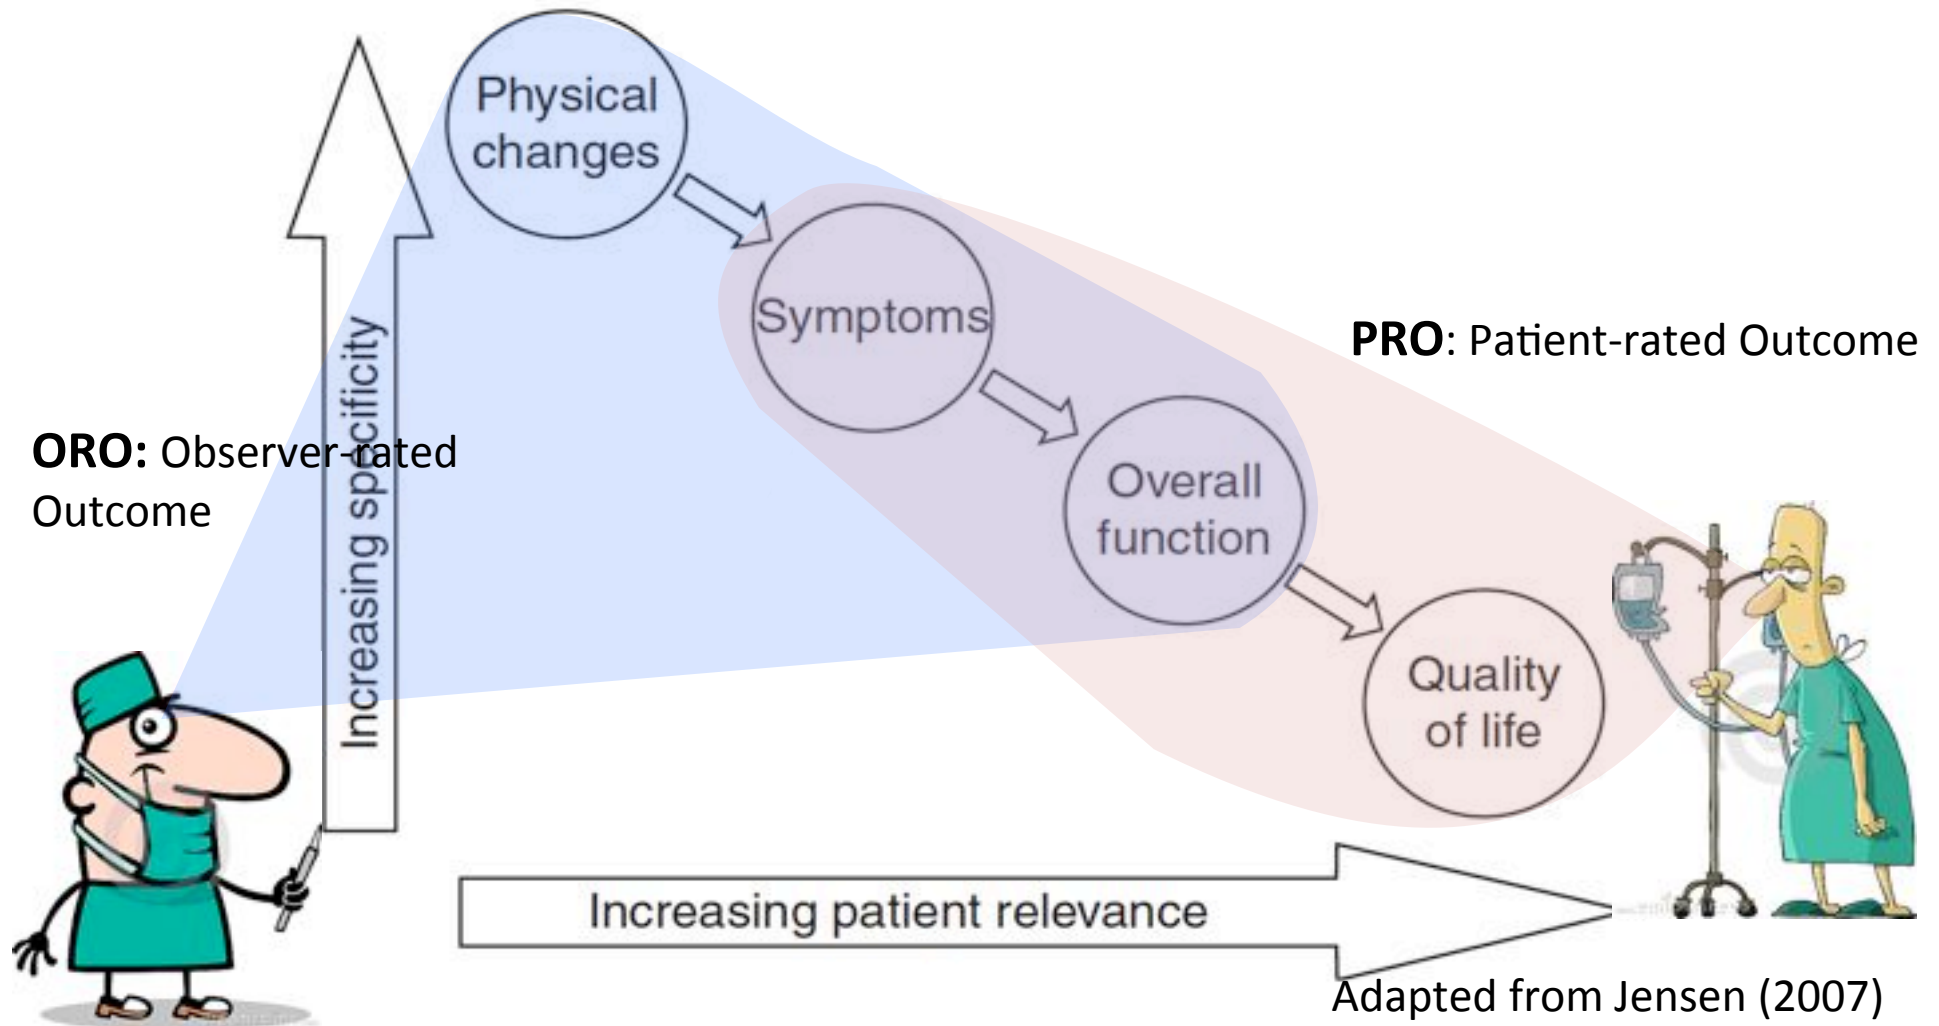 Physical
changes
Symptoms
PRO: Patient-rated Outcome
Increasing specificity
ORO: Observer-rated
Outcome
Overall
function
Quality
of life
Increasing patient relevance
Adapted from Jensen (2007)